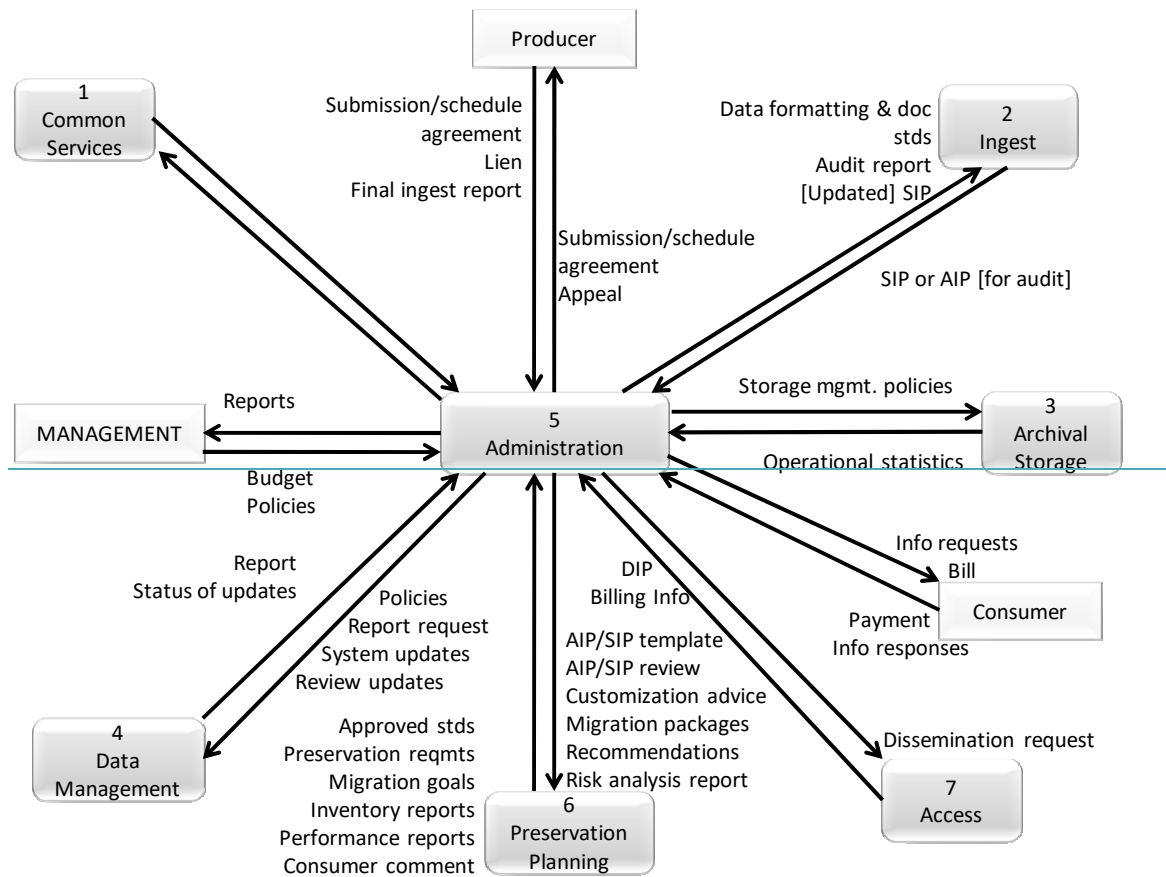 Producer
1
Common
Services
Submission/schedule
agreement
Lien
Final ingest report
Data formatting & doc
stds
Audit report
[Updated] SIP
2
Ingest
Submission/schedule
agreement
Appeal
SIP or AIP [for audit]
Reports
MANAGEMENT
Budget
Policies
5
Administration
Storage mgmt. policies
Operational statistics
3
Archival
Storage
Report
Status of updates
Policies
Report request
System updates
Review updates
DIP
Billing Info
Info requests
Bill
Consumer
Payment
Info responses
AIP/SIP template
AIP/SIP review
Customization advice
Migration packages
Recommendations
Risk analysis report
4
Data
Management
Approved stds
Preservation reqmts
Migration goals
Inventory reports
Performance reports
Consumer comment
6
Preservation
Planning
Dissemination request
7
Access